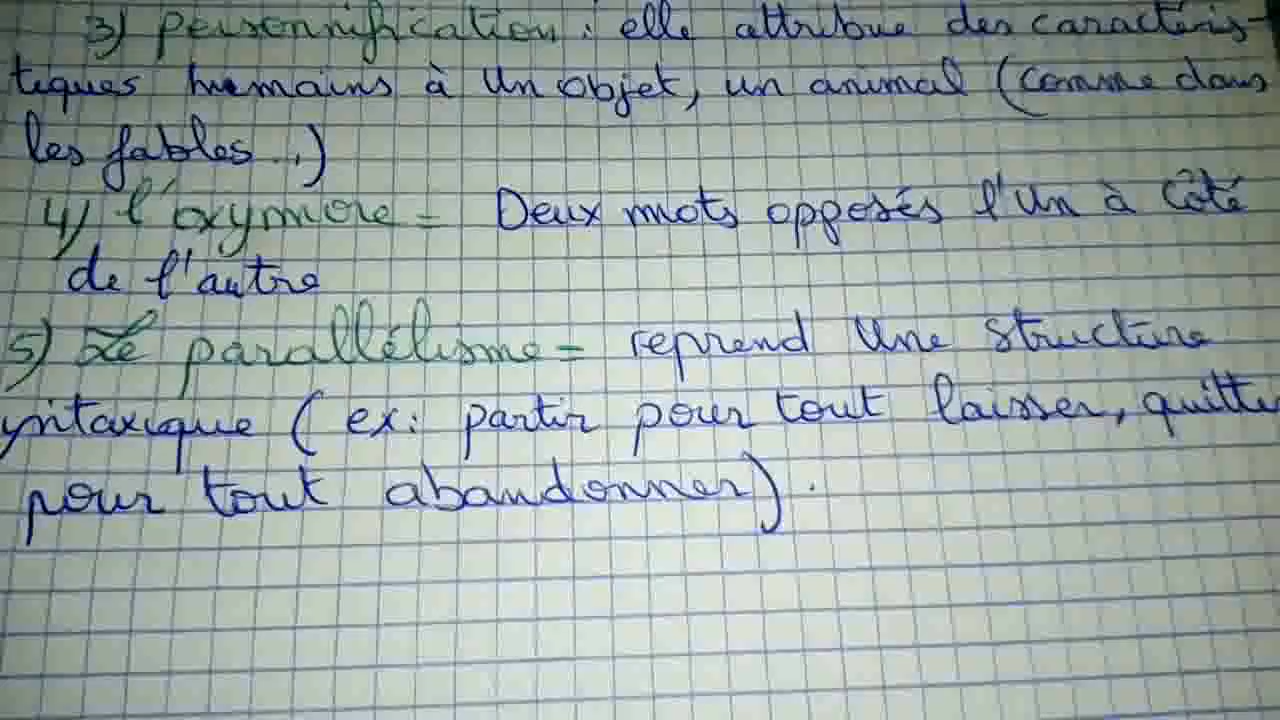 3) personnification : elle attribue des caractéris-
tiques humains à un objet, un animal (comme dans
les fables...)
4) l'oxymore = Deux mots opposés l'un à côté
de l'autre
5) Le parallélisme = reprend une structure
yntaxique (ex: partir pour tout laisser, quitte
pour tout abandonner).